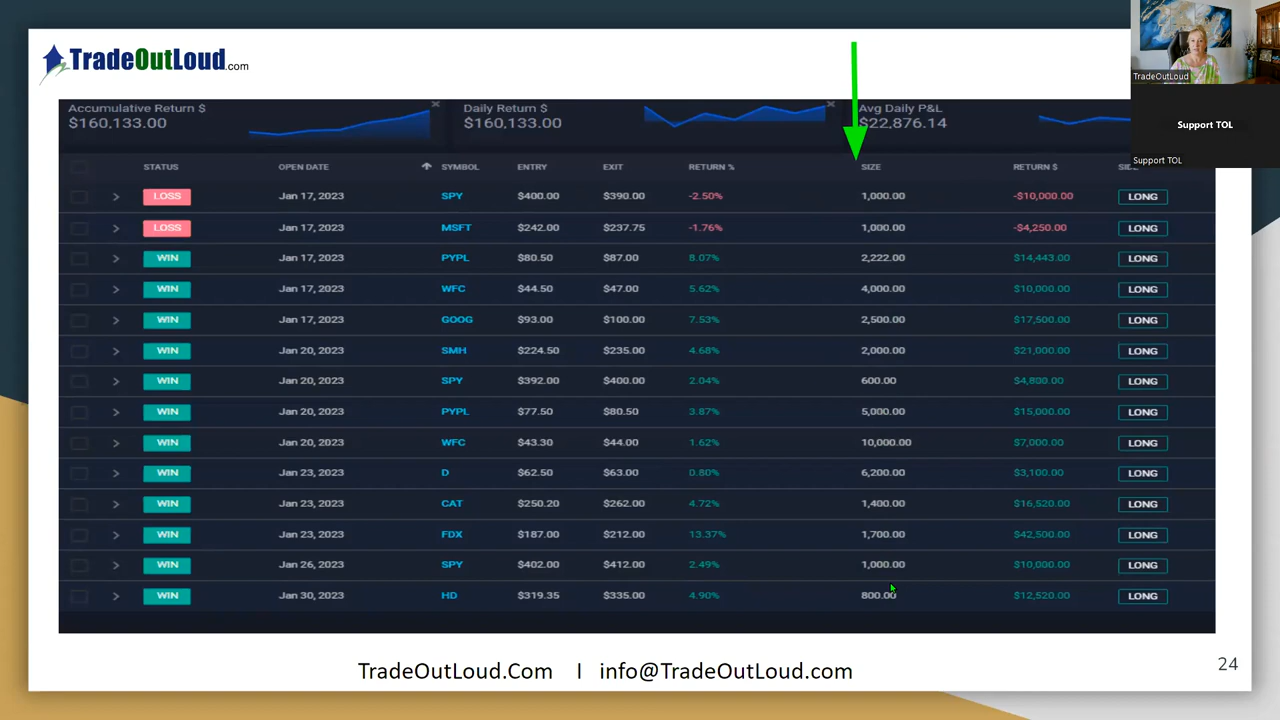 TradeOutLoud.com
Accumulative Return $
$160,133.00
Daily Return $
$160,133.00
Avg Daily P&L
$22,876.14
TradeOutLoud
Support TOL
Support TOL
STATUS OPEN DATE SYMBOL ENTRY EXIT RETURN % SIZE RETURN $
LOSS Jan 17, 2023 SPY $400.00 $390.00 -2.50% 1,000.00 -$10,000.00 LONG
LOSS Jan 17, 2023 MSFT $242.00 $237.75 -1.76% 1,000.00 -$4,250.00 LONG
WIN Jan 17, 2023 PYPL $80.50 $87.00 8.07% 2,222.00 $14,443.00 LONG
WIN Jan 17, 2023 WFC $44.50 $47.00 5.62% 4,000.00 $10,000.00 LONG
WIN Jan 17, 2023 GOOG $93.00 $100.00 7.53% 2,500.00 $17,500.00 LONG
WIN Jan 20, 2023 SMH $224.50 $235.00 4.68% 2,000.00 $21,000.00 LONG
WIN Jan 20, 2023 SPY $392.00 $400.00 2.04% 600.00 $4,800.00 LONG
WIN Jan 20, 2023 PYPL $77.50 $80.50 3.87% 5,000.00 $15,000.00 LONG
WIN Jan 20, 2023 WFC $43.30 $44.00 1.62% 10,000.00 $7,000.00 LONG
WIN Jan 23, 2023 D $62.50 $63.00 0.80% 6,200.00 $3,100.00 LONG
WIN Jan 23, 2023 CAT $250.20 $262.00 4.72% 1,400.00 $16,520.00 LONG
WIN Jan 23, 2023 FDX $187.00 $212.00 13.37% 1,700.00 $42,500.00 LONG
WIN Jan 26, 2023 SPY $402.00 $412.00 2.49% 1,000.00 $10,000.00 LONG
WIN Jan 30, 2023 HD $319.35 $335.00 4.90% 800.00 $12,520.00 LONG
TradeOutLoud.Com I info@TradeOutLoud.com
24